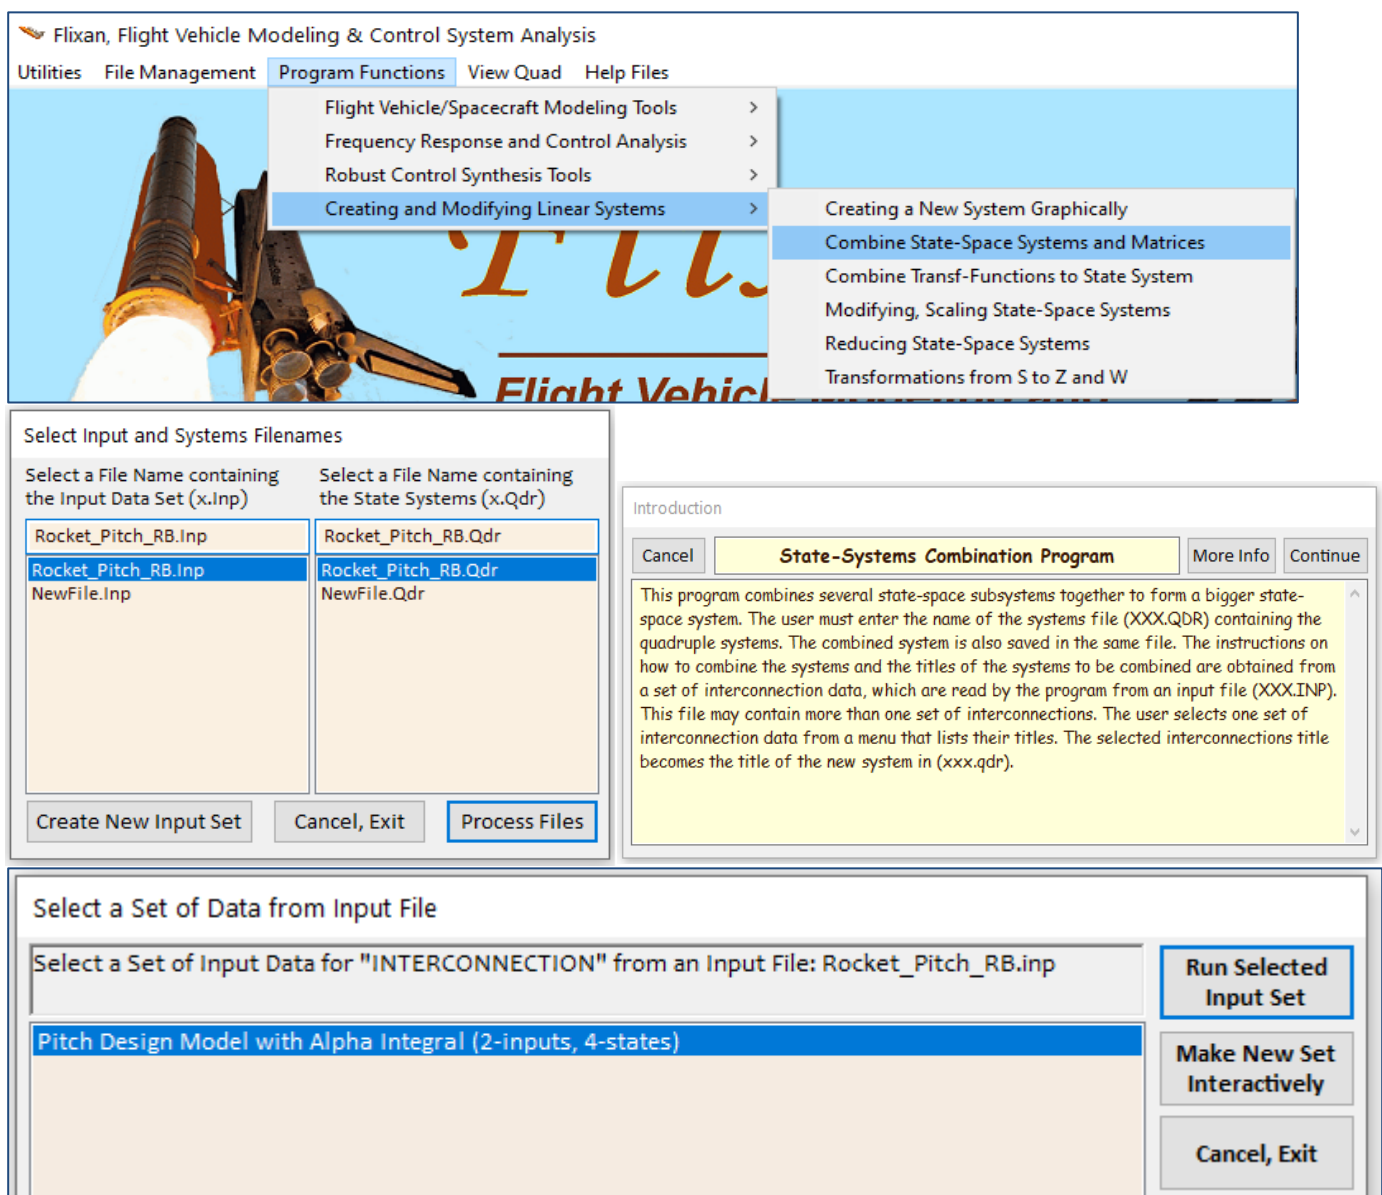 Flixan, Flight Vehicle Modeling & Control System Analysis
Utilities File Management Program Functions View Quad Help Files
Flight Vehicle/Spacecraft Modeling Tools >
Frequency Response and Control Analysis >
Robust Control Synthesis Tools >
Creating and Modifying Linear Systems >
Creating a New System Graphically
Combine State-Space Systems and Matrices
Combine Transf-Functions to State System
Modifying, Scaling State-Space Systems
Reducing State-Space Systems
Transformations from S to Z and W
Flight
Select Input and Systems Filenames
Select a File Name containing
the Input Data Set (x.Inp)
Select a File Name containing
the State Systems (x.Qdr)
Rocket_Pitch_RB.Inp
Rocket_Pitch_RB.Qdr
Rocket_Pitch_RB.Inp
NewFile.Inp
Rocket_Pitch_RB.Qdr
NewFile.Qdr
Create New Input Set
Cancel, Exit
Process Files
Introduction
Cancel
State-Systems Combination Program
More Info
Continue
This program combines several state-space subsystems together to form a bigger state-
space system. The user must enter the name of the systems file (XXX.QDR) containing the
quadruple systems. The combined system is also saved in the same file. The instructions on
how to combine the systems and the titles of the systems to be combined are obtained from
a set of interconnection data, which are read by the program from an input file (XXX.INP).
This file may contain more than one set of interconnections. The user selects one set of
interconnection data from a menu that lists their titles. The selected interconnections title
becomes the title of the new system in (xxx.qdr).
Select a Set of Data from Input File
Select a Set of Input Data for "INTERCONNECTION" from an Input File: Rocket_Pitch_RB.inp
Pitch Design Model with Alpha Integral (2-inputs, 4-states)
Run Selected
Input Set
Make New Set
Interactively
Cancel, Exit